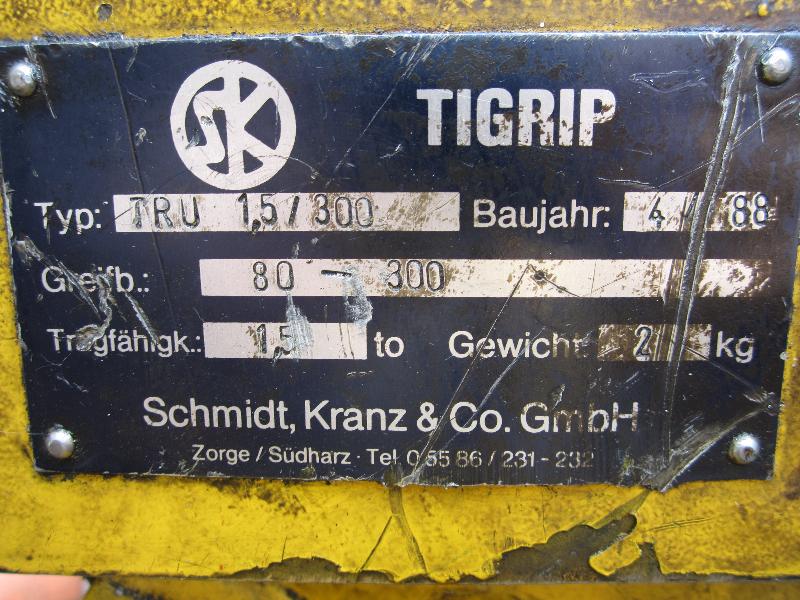 SK TIGRIP
Typ: TRU 1,5/300 Baujahr: 4/88
Greifb.: 80 - 300
Tragfähigk.: 1,5 to Gewicht: kg
Schmidt, Kranz & Co. GmbH
Zorge / Südharz · Tel 0 55 86 / 231 - 232